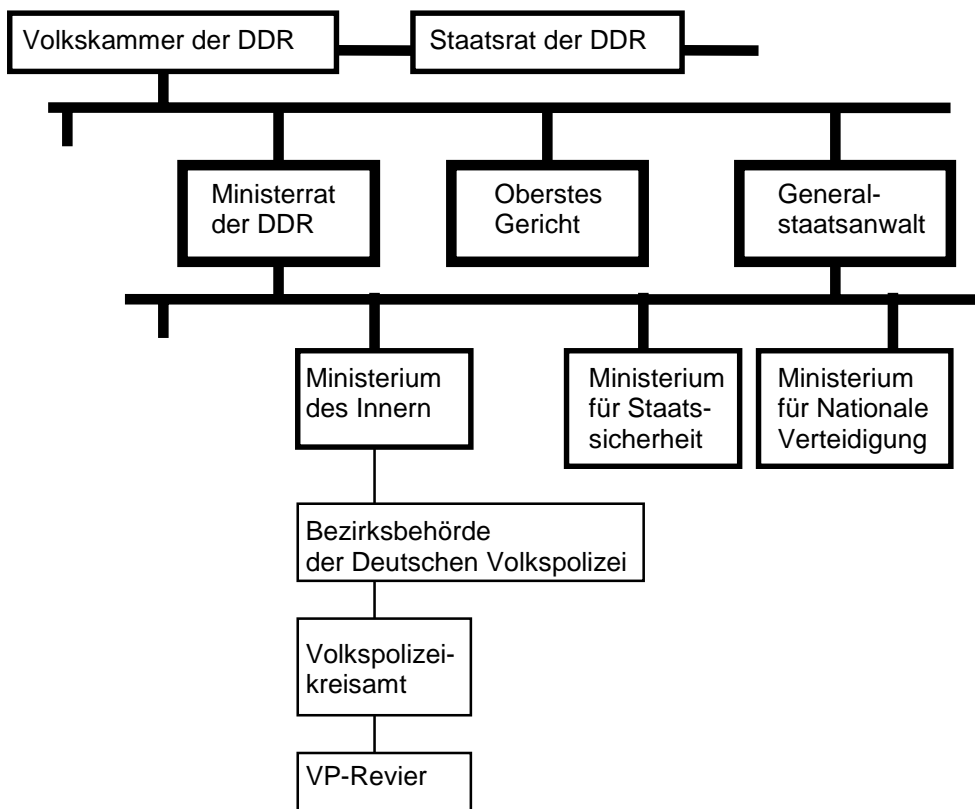 Volkskammer der DDR
Staatsrat der DDR
Ministerrat
der DDR
Oberstes
Gericht
General-
staatsanwalt
Ministerium
des Innern
Ministerium
für Staats-
sicherheit
Ministerium
für Nationale
Verteidigung
Bezirksbehörde
der Deutschen Volkspolizei
Volkspolizei-
kreisamt
VP-Revier